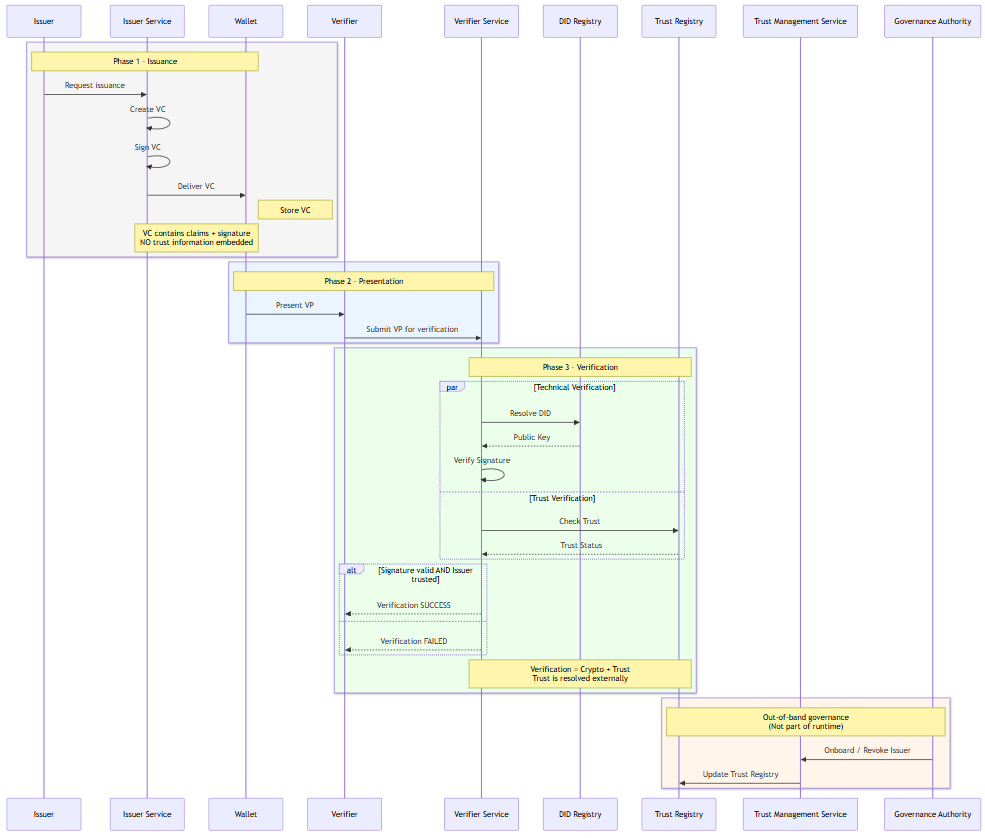 Issuer
Issuer Service
Wallet
Verifier
Verifier Service
DID Registry
Trust Registry
Trust Management Service
Governance Authority
Phase 1 - Issuance
Request issuance
Create VC
Sign VC
Deliver VC
Store VC
VC contains claims + signature
NO trust information embedded
Phase 2 - Presentation
Present VP
Submit VP for verification
Phase 3 - Verification
par
[Technical Verification]
Resolve DID
Public Key
Verify Signature
[Trust Verification]
Check Trust
Trust Status
alt
[Signature valid AND Issuer
trusted]
Verification SUCCESS
Verification FAILED
Verification = Crypto + Trust
Trust is resolved externally
Out-of-band governance
(Not part of runtime)
Onboard / Revoke Issuer
Update Trust Registry
Issuer
Issuer Service
Wallet
Verifier
Verifier Service
DID Registry
Trust Registry
Trust Management Service
Governance Authority